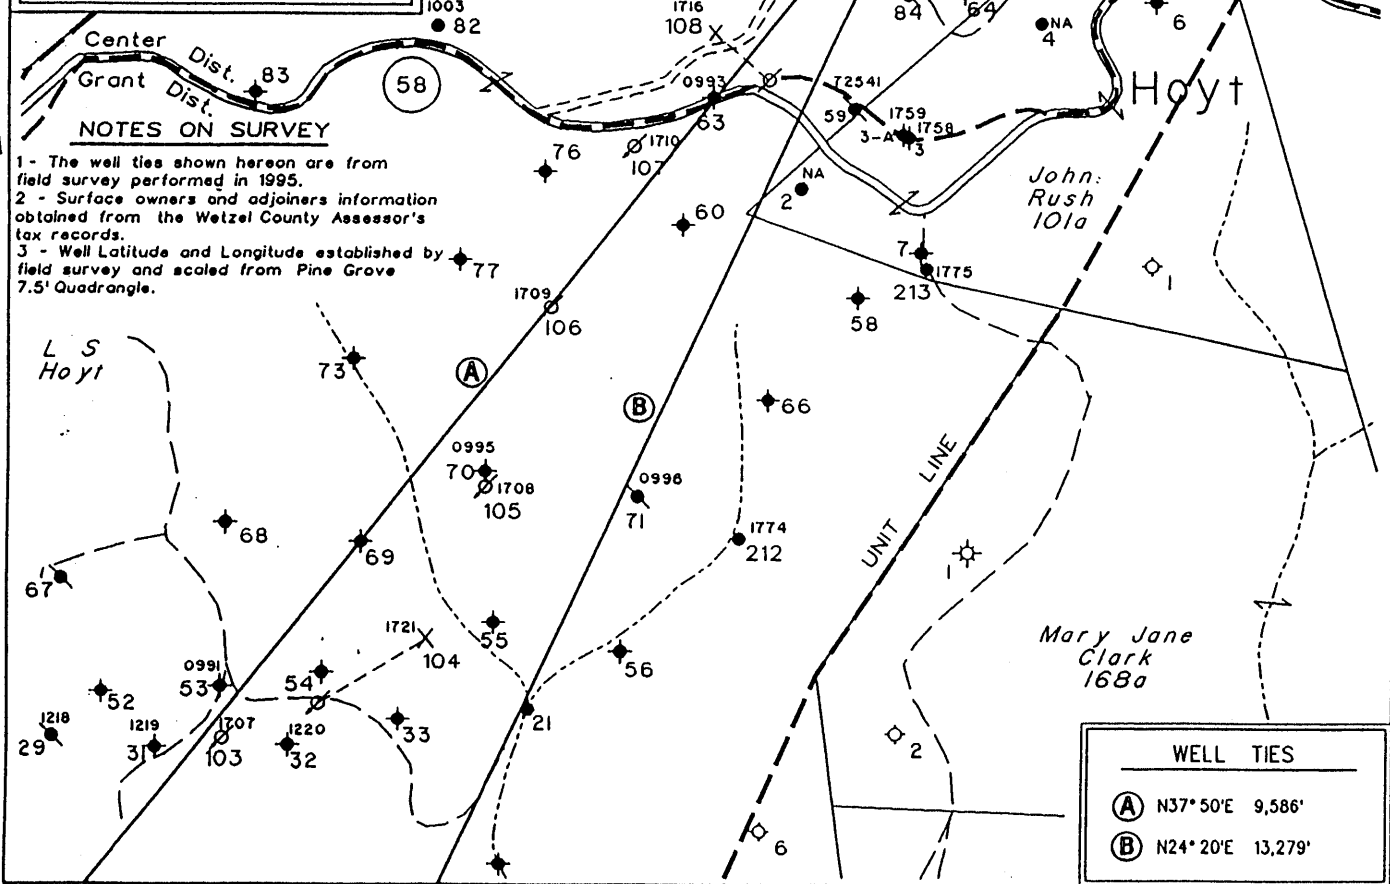 1003
82
1716
108
84
64
NA
4
6
Center
Dist.
Grant
Dist.
83
58
0993
63
72541
59
1759
3-A
1758
3
Hoyt
NOTES ON SURVEY
1 - The well ties shown hereon are from
field survey performed in 1995.
2 - Surface owners and adjoiners information
obtained from the Wetzel County Assessor's
tax records.
3 - Well Latitude and Longitude established by
field survey and scaled from Pine Grove
7.5' Quadrangle.
76
1710
107
NA
2
John
Rush
101a
60
77
7
1775
213
1
1709
106
58
L S
Hoyt
73
A
B
66
0995
70
1708
105
0996
71
UNIT LINE
68
69
1774
212
67
1
1721
104
55
56
Mary Jane
Clark
168a
0991
53
54
52
1218
29
1219
31
1707
103
1220
32
33
21
2
6
WELL TIES
A N37°50'E 9,586'
B N24°20'E 13,279'